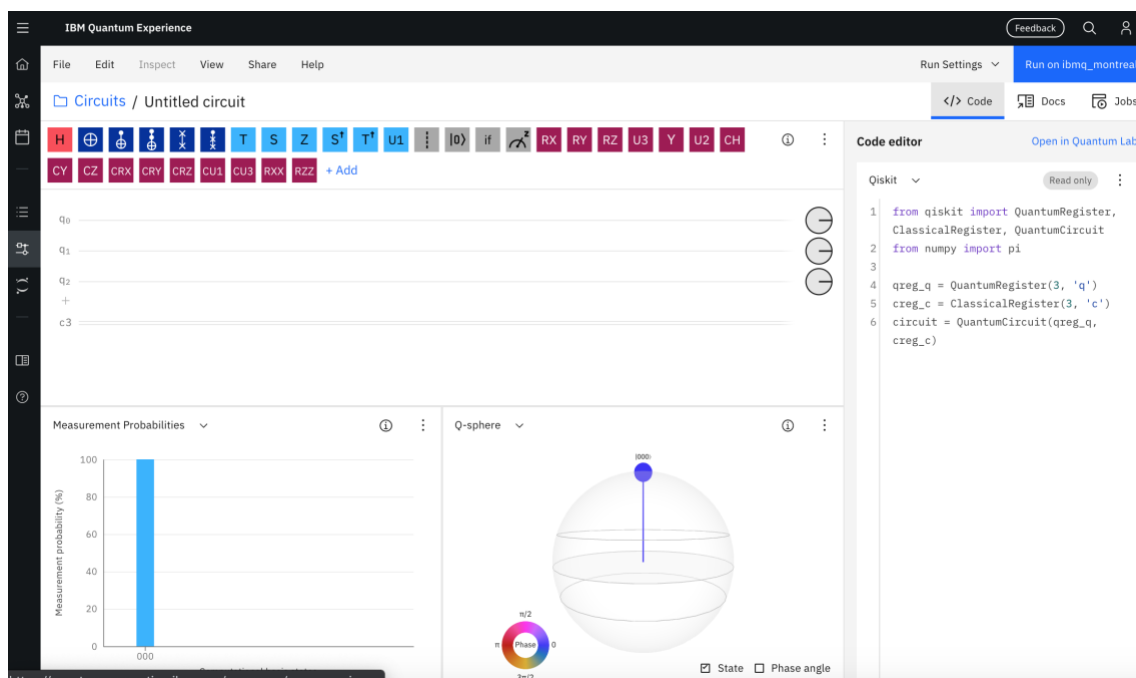 IBM Quantum Experience
Feedback
File Edit Inspect View Share Help
Run Settings
Run on ibmq_montreal
Circuits / Untitled circuit
</> Code
Docs
Jobs
H T S Z S† T† U1 |0⟩ if z RX RY RZ U3 Y U2 CH
CY CZ CRX CRY CRZ CU1 CU3 RXX RZZ + Add
q0
q1
q2
+
c3
Code editor
Open in Quantum Lab
Qiskit
Read only
1 from qiskit import QuantumRegister,
ClassicalRegister, QuantumCircuit
2 from numpy import pi
3
4 qreg_q = QuantumRegister(3, 'q')
5 creg_c = ClassicalRegister(3, 'c')
6 circuit = QuantumCircuit(qreg_q,
creg_c)
Measurement Probabilities
Measurement probability (%)
100
80
60
40
20
0
000
Q-sphere
|000⟩
π/2
π Phase 0
3π/2
State Phase angle